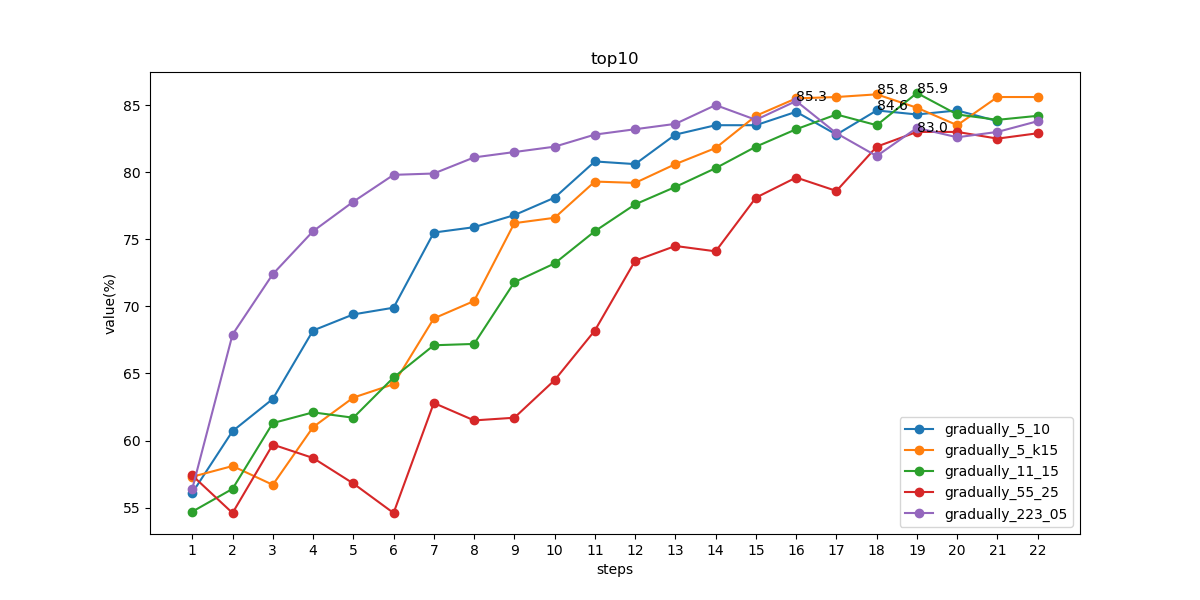 top10
value(%)
85
80
75
70
65
60
55
85.3
85.8
84.6
85.9
83.0
gradually_5_10
gradually_5_k15
gradually_11_15
gradually_55_25
gradually_223_05
1 2 3 4 5 6 7 8 9 10 11 12 13 14 15 16 17 18 19 20 21 22
steps